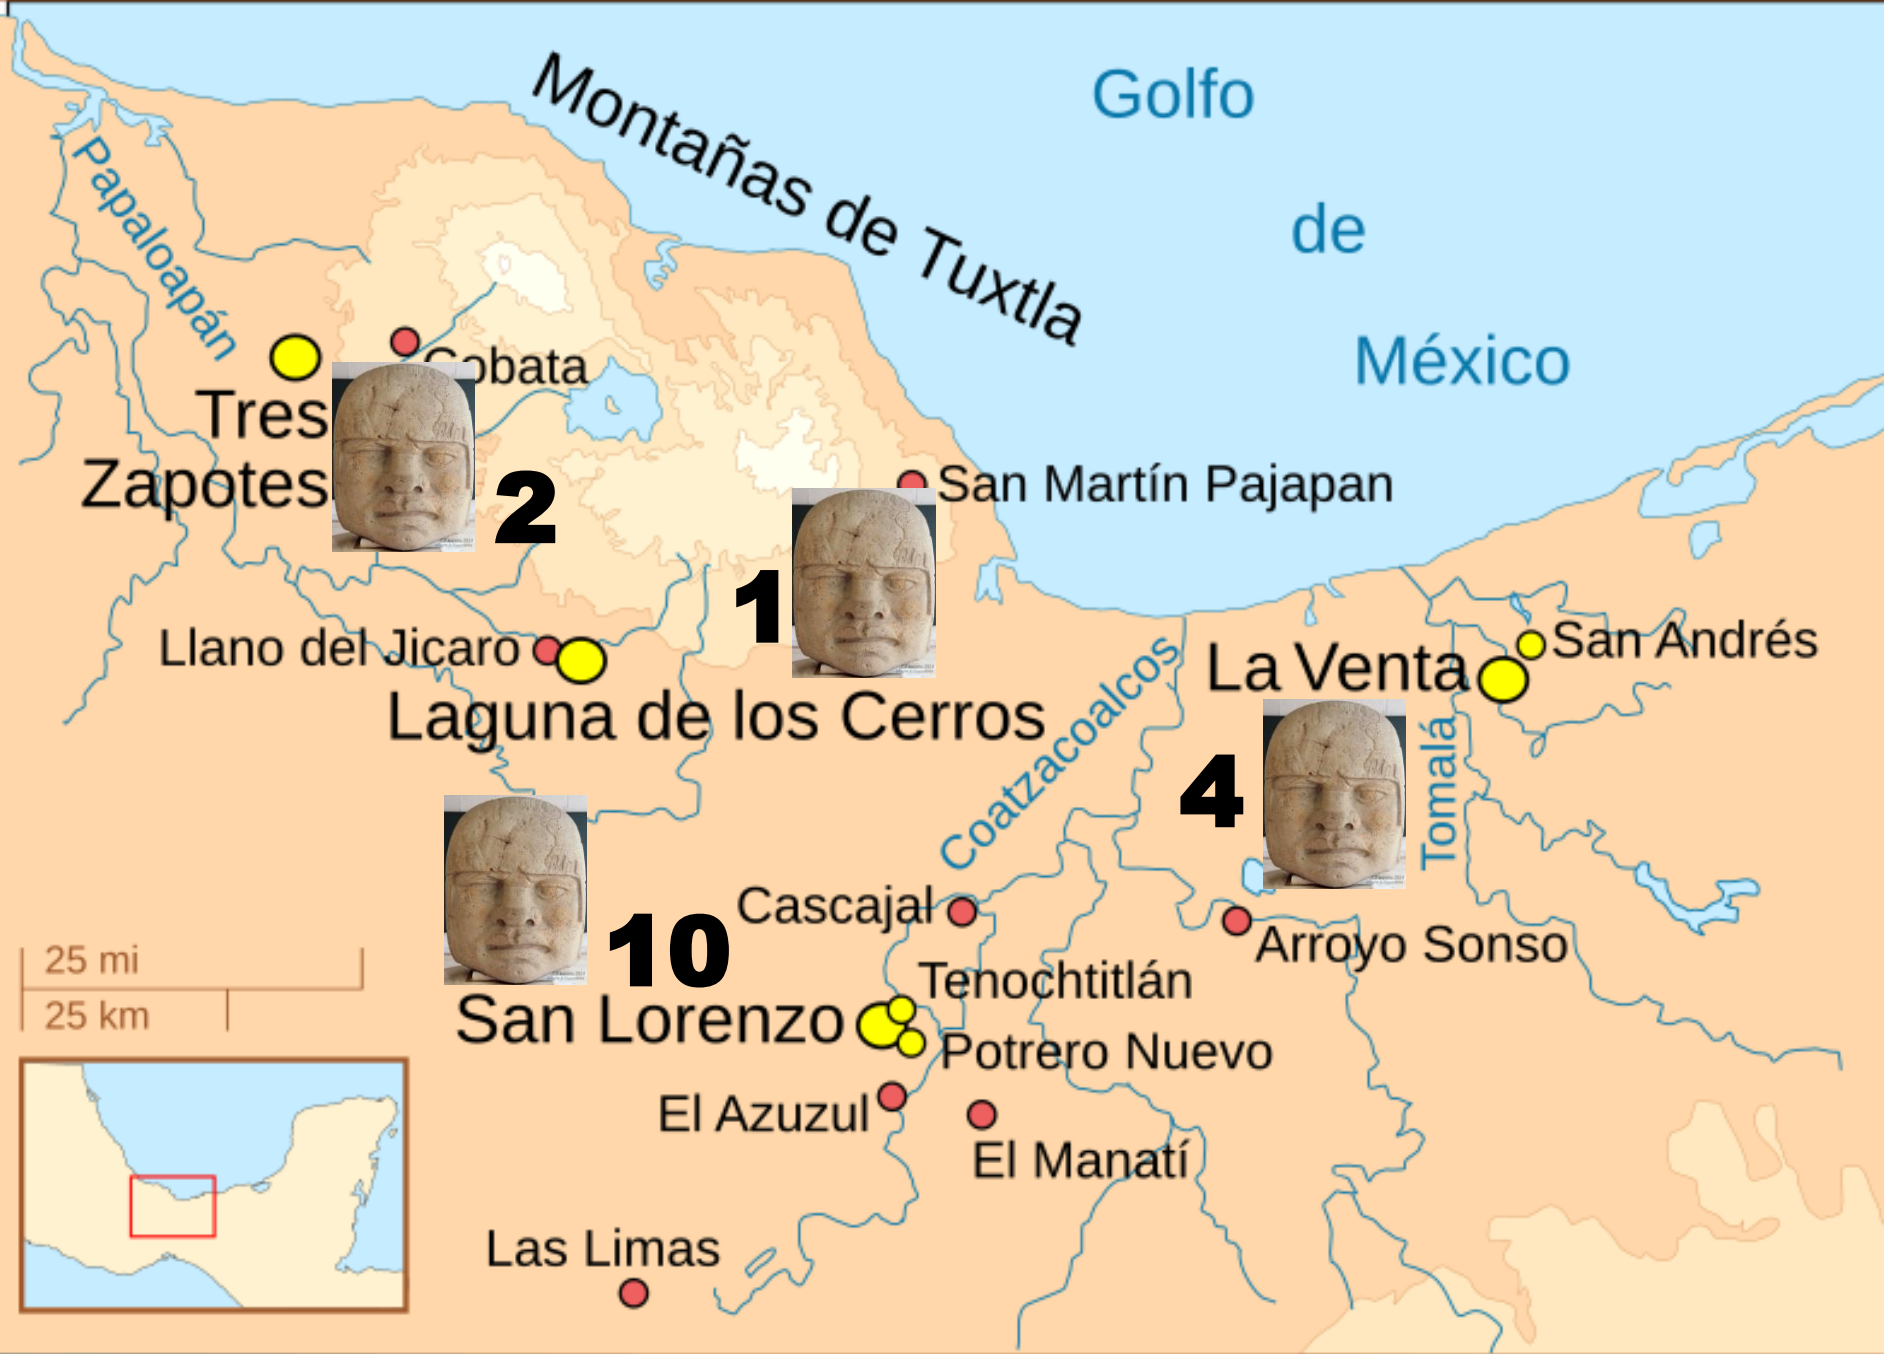 Golfo
de
México
Montañas de Tuxtla
Papaloapán
Cobata
Tres
Zapotes
2
San Martín Pajapan
1
Llano del Jicaro
Laguna de los Cerros
La Venta
San Andrés
Coatzacoalcos
Tomalá
4
10
Cascajal
Arroyo Sonso
Tenochtitlán
San Lorenzo
Potrero Nuevo
El Azuzul
El Manatí
Las Limas
25 mi
25 km